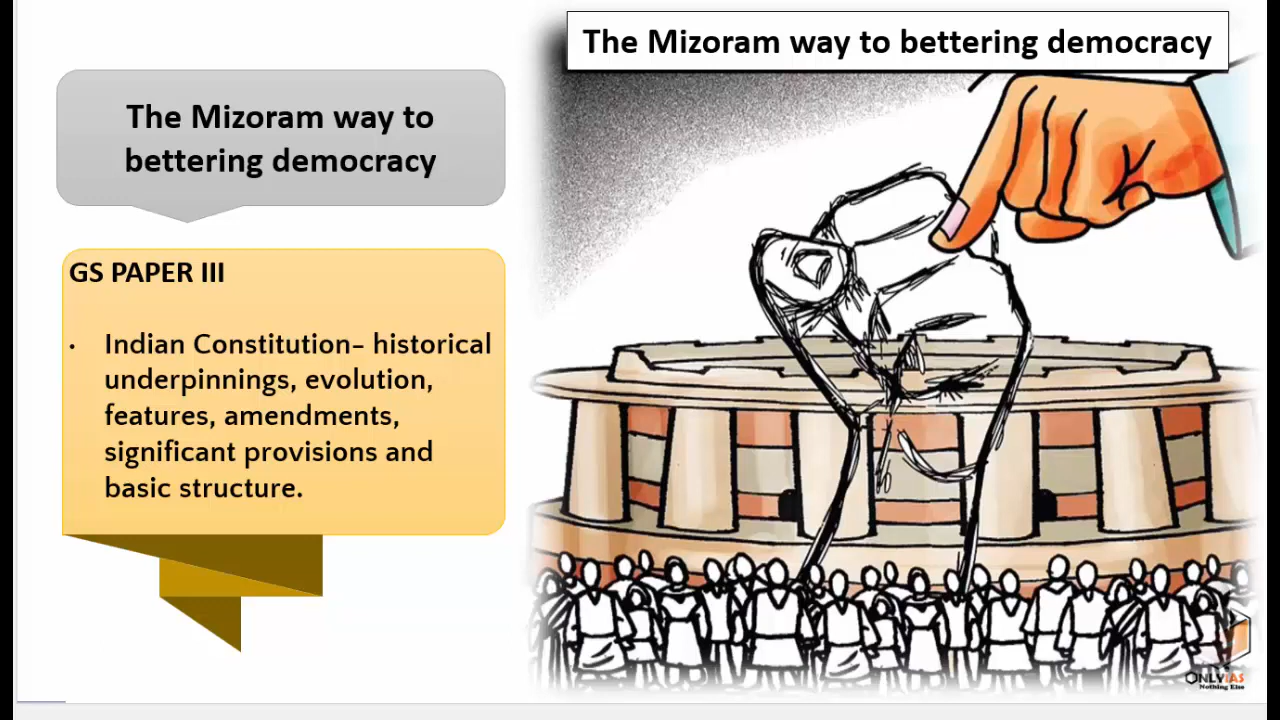 The Mizoram way to bettering democracy
The Mizoram way to
bettering democracy
GS PAPER III
• Indian Constitution– historical
underpinnings, evolution,
features, amendments,
significant provisions and
basic structure.
ONLYIAS
Nothing Else